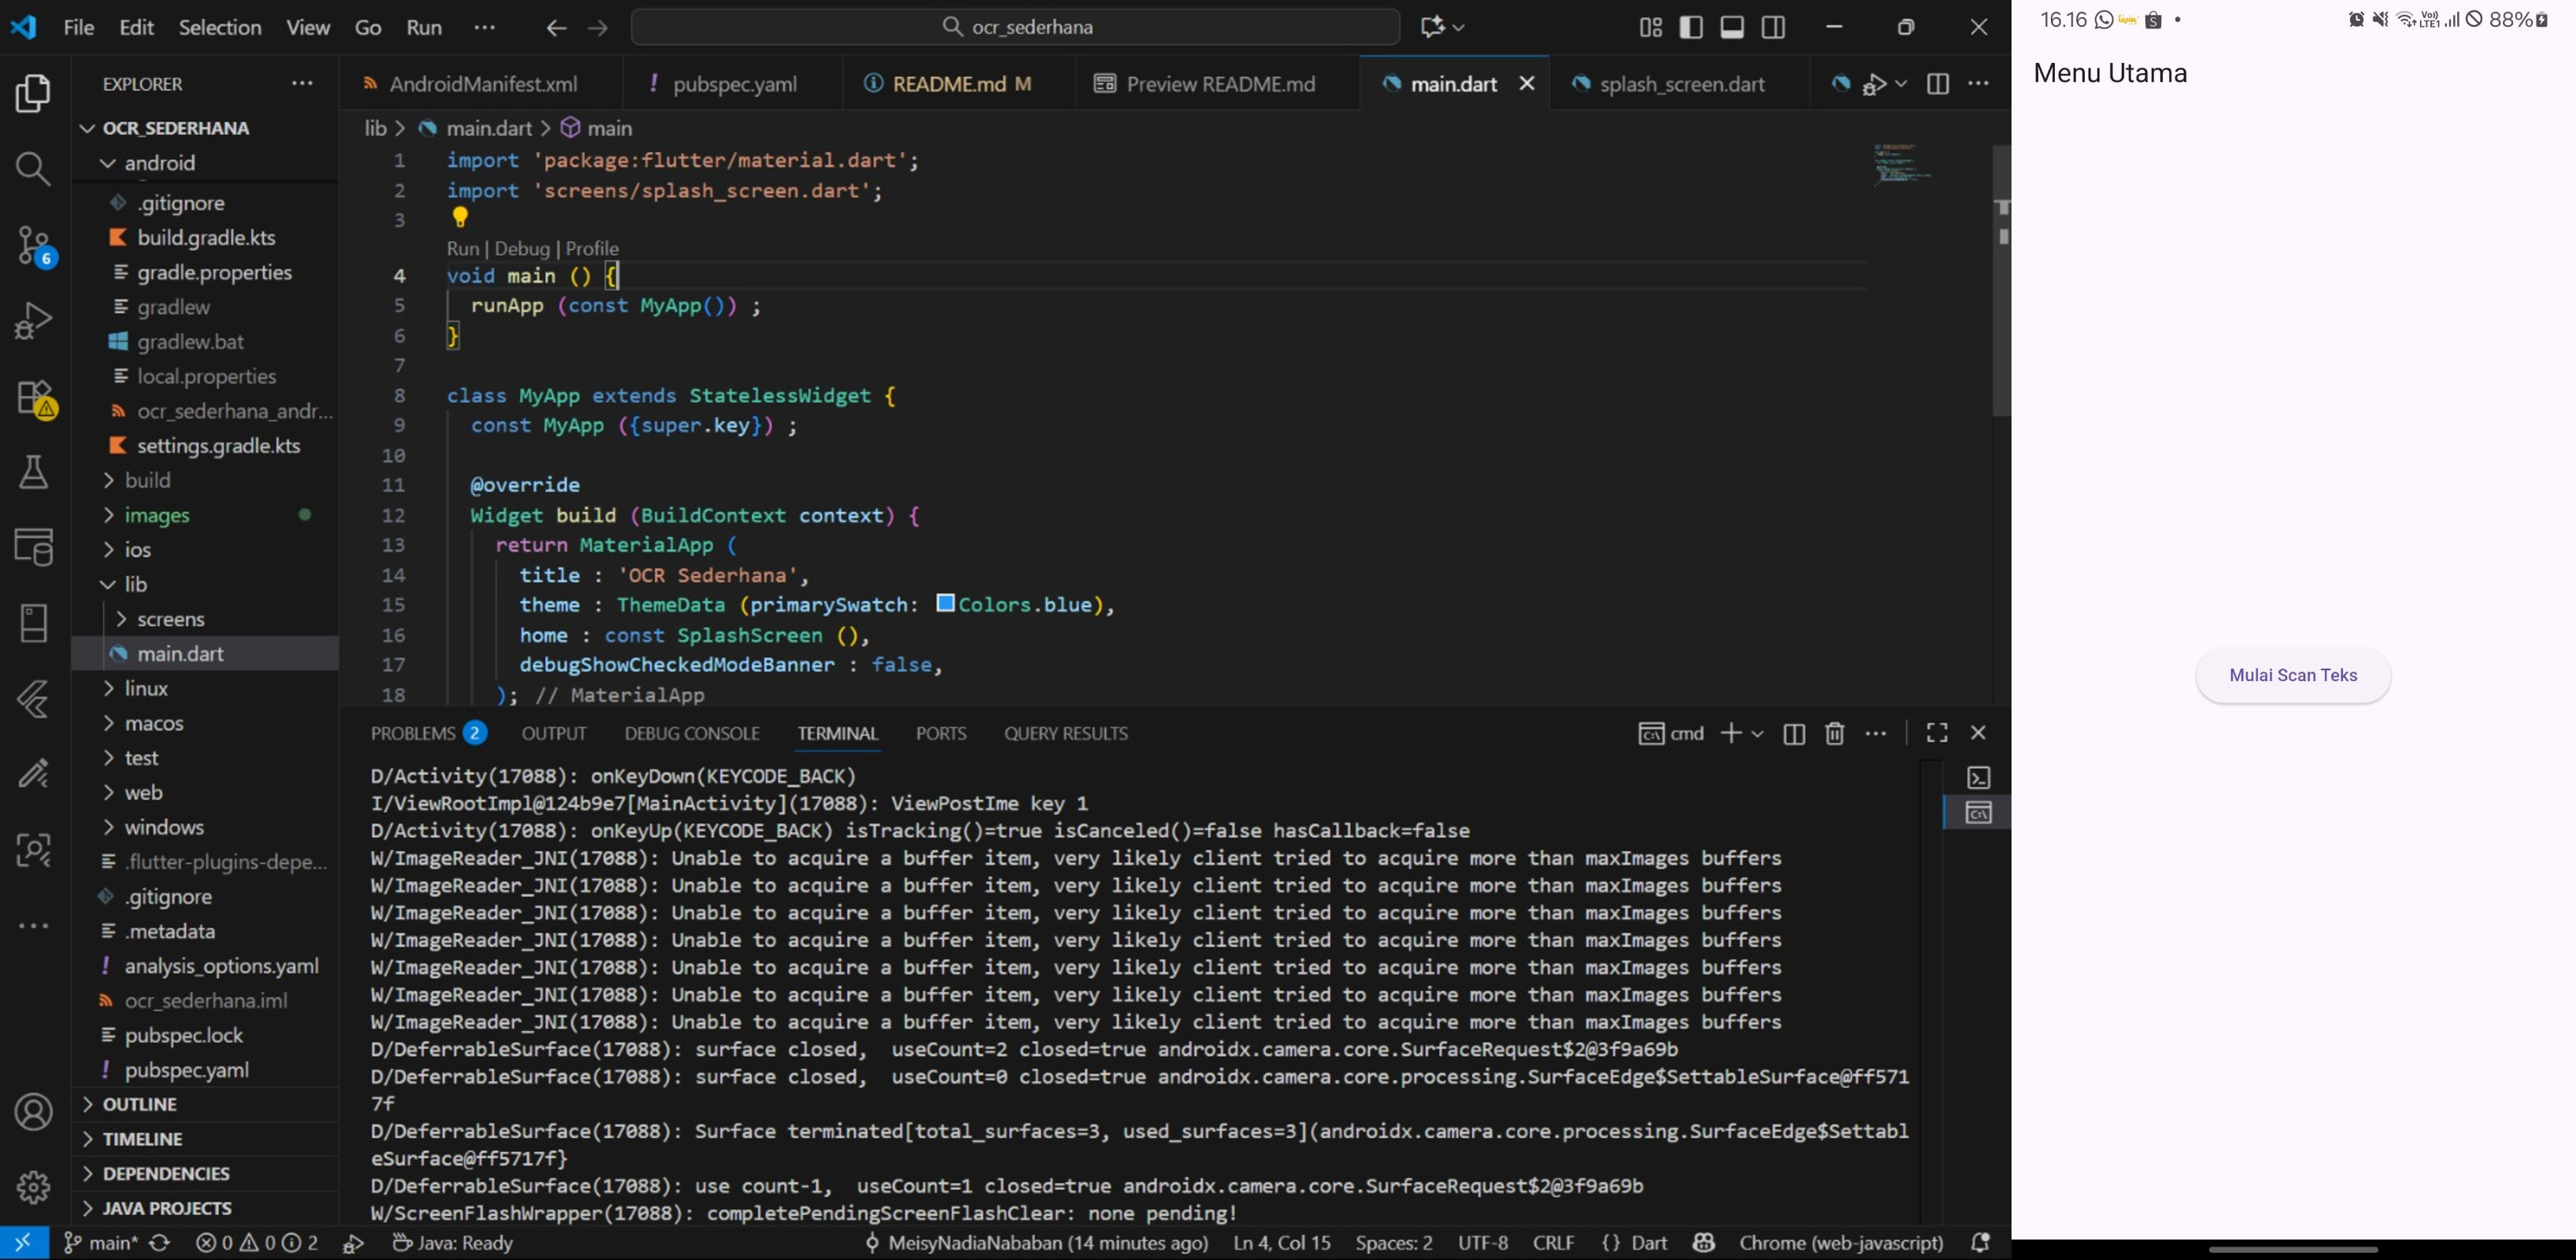 File Edit Selection View Go Run ··· ocr_sederhana
EXPLORER ···
OCR_SEDERHANA
android
.gitignore
build.gradle.kts
gradle.properties
gradlew
gradlew.bat
local.properties
ocr_sederhana_andr...
settings.gradle.kts
build
images
ios
lib
screens
main.dart
linux
macos
test
web
windows
.flutter-plugins-depe...
.gitignore
.metadata
analysis_options.yaml
ocr_sederhana.iml
pubspec.lock
pubspec.yaml
OUTLINE
TIMELINE
DEPENDENCIES
JAVA PROJECTS
6
AndroidManifest.xml pubspec.yaml README.md M Preview README.md main.dart splash_screen.dart
lib > main.dart > main
1 import 'package:flutter/material.dart';
2 import 'screens/splash_screen.dart';
3
Run | Debug | Profile
4 void main () {
5 runApp (const MyApp()) ;
6 }
7
8 class MyApp extends StatelessWidget {
9 const MyApp ({super.key}) ;
10
11 @override
12 Widget build (BuildContext context) {
13 return MaterialApp (
14 title : 'OCR Sederhana',
15 theme : ThemeData (primarySwatch: Colors.blue),
16 home : const SplashScreen (),
17 debugShowCheckedModeBanner : false,
18 ); // MaterialApp
PROBLEMS 2 OUTPUT DEBUG CONSOLE TERMINAL PORTS QUERY RESULTS cmd
D/Activity(17088): onKeyDown(KEYCODE_BACK)
I/ViewRootImpl@124b9e7[MainActivity](17088): ViewPostIme key 1
D/Activity(17088): onKeyUp(KEYCODE_BACK) isTracking()=true isCanceled()=false hasCallback=false
W/ImageReader_JNI(17088): Unable to acquire a buffer item, very likely client tried to acquire more than maxImages buffers
W/ImageReader_JNI(17088): Unable to acquire a buffer item, very likely client tried to acquire more than maxImages buffers
W/ImageReader_JNI(17088): Unable to acquire a buffer item, very likely client tried to acquire more than maxImages buffers
W/ImageReader_JNI(17088): Unable to acquire a buffer item, very likely client tried to acquire more than maxImages buffers
W/ImageReader_JNI(17088): Unable to acquire a buffer item, very likely client tried to acquire more than maxImages buffers
W/ImageReader_JNI(17088): Unable to acquire a buffer item, very likely client tried to acquire more than maxImages buffers
W/ImageReader_JNI(17088): Unable to acquire a buffer item, very likely client tried to acquire more than maxImages buffers
D/DeferrableSurface(17088): surface closed,  useCount=2 closed=true androidx.camera.core.SurfaceRequest$2@3f9a69b
D/DeferrableSurface(17088): surface closed,  useCount=0 closed=true androidx.camera.core.processing.SurfaceEdge$SettableSurface@ff571
7f
D/DeferrableSurface(17088): Surface terminated[total_surfaces=3, used_surfaces=3](androidx.camera.core.processing.SurfaceEdge$Settabl
eSurface@ff5717f}
D/DeferrableSurface(17088): use count-1,  useCount=1 closed=true androidx.camera.core.SurfaceRequest$2@3f9a69b
W/ScreenFlashWrapper(17088): completePendingScreenFlashClear: none pending!
main* 0 0 2 Java: Ready MeisyNadiaNababan (14 minutes ago) Ln 4, Col 15 Spaces: 2 UTF-8 CRLF {} Dart Chrome (web-javascript)
16.16 88%
Menu Utama
Mulai Scan Teks